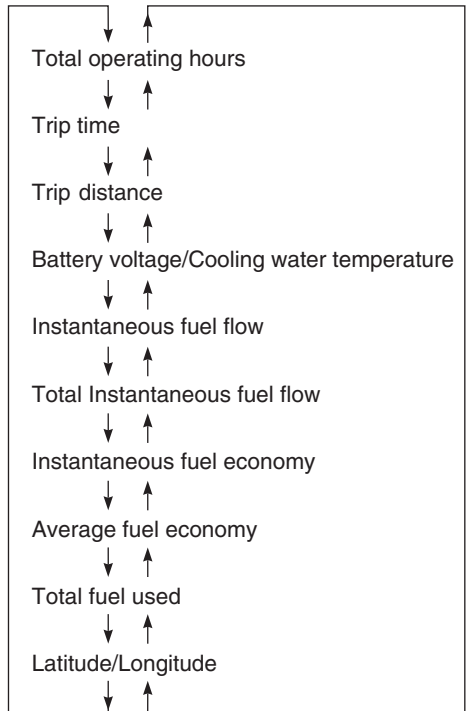 Total operating hours
Trip time
Trip distance
Battery voltage/Cooling water temperature
Instantaneous fuel flow
Total Instantaneous fuel flow
Instantaneous fuel economy
Average fuel economy
Total fuel used
Latitude/Longitude